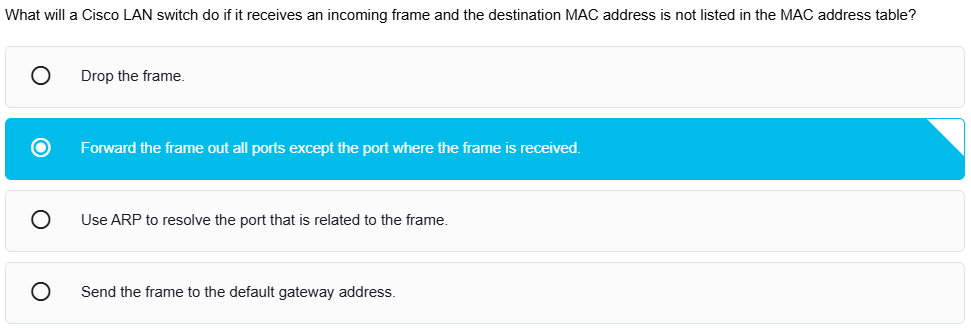 What will a Cisco LAN switch do if it receives an incoming frame and the destination MAC address is not listed in the MAC address table?
Drop the frame.
Forward the frame out all ports except the port where the frame is received.
Use ARP to resolve the port that is related to the frame.
Send the frame to the default gateway address.